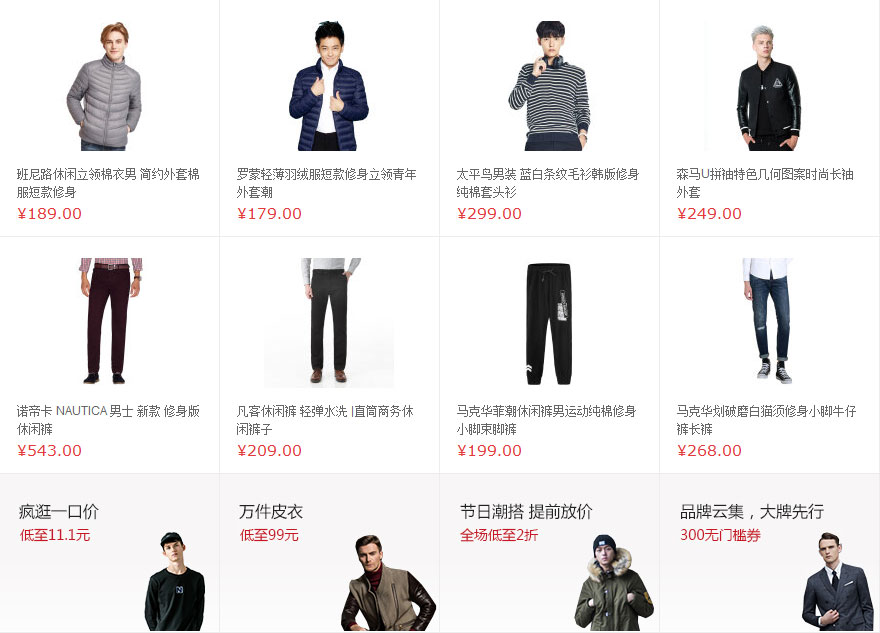 班尼路休闲立领棉衣男 简约外套棉
服短款修身
¥189.00
罗蒙轻薄羽绒服短款修身立领青年
外套潮
¥179.00
太平鸟男装 蓝白条纹毛衫韩版修身
纯棉套头衫
¥299.00
森马U拼袖特色几何图案时尚长袖
外套
¥249.00
诺帝卡 NAUTICA 男士 新款 修身版
休闲裤
¥543.00
凡客休闲裤 轻弹水洗 |直筒商务休
闲裤子
¥209.00
马克华菲潮休闲裤男运动纯棉修身
小脚束脚裤
¥199.00
马克华划破磨白猫须修身小脚牛仔
裤长裤
¥268.00
疯逛一口价
低至11.1元
万件皮衣
低至99元
节日潮搭 提前放价
全场低至2折
品牌云集，大牌先行
300无门槛券